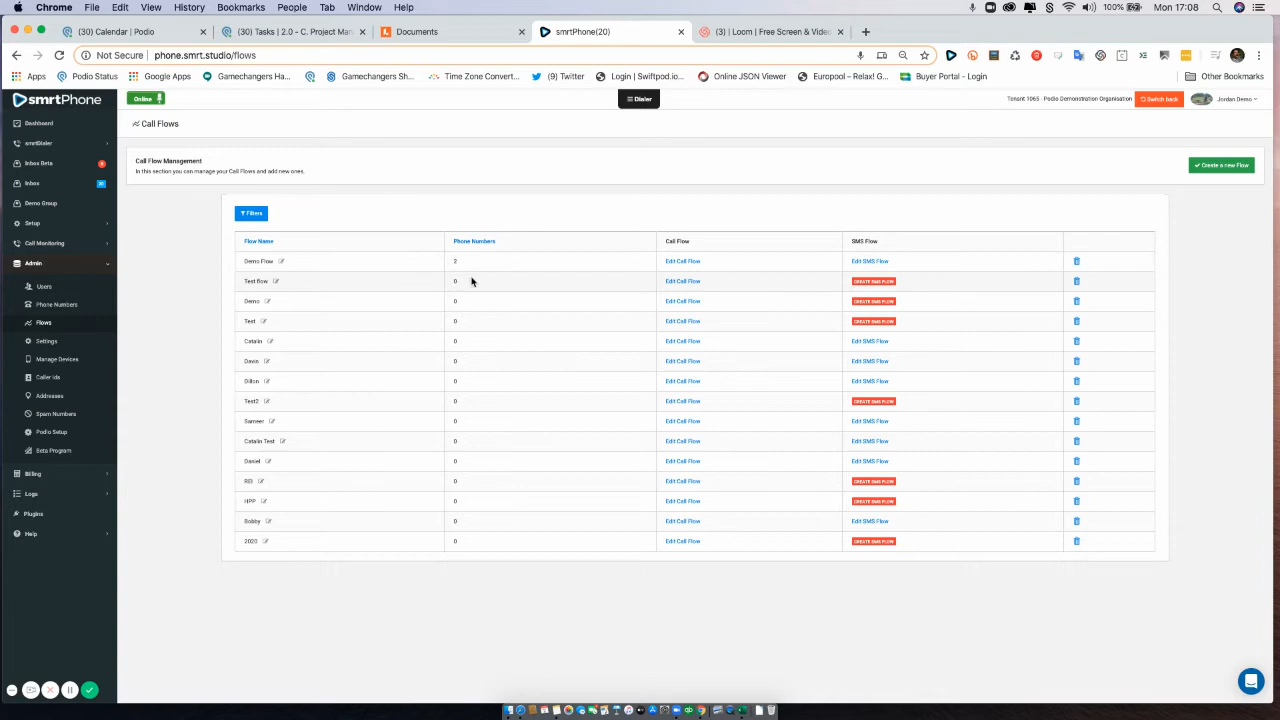 Chrome File Edit View History Bookmarks People Tab Window Help 100% Fri 17:08
(30) Calendar / Podio (30) Tasks | 2.0 - C. Project Ma Documents smrtPhone(20) (3) | Loom | Free Screen & Video
Not Secure phone.smrt.studio/flows
Apps Podio Status Google Apps Gamechangers Ha... Gamechangers Sh... Time Zone Convert... (3) Twitter Login | Swiftpod.io... Online JSON Viewer Europool – Relax! G... Buyer Portal - Login Other Bookmarks
smrtPhone Online Dialer Tenant 1065 - Podio Demonstration Organisation Switch back Jordan Demo
Dashboard
smrtDialer
Inbox Beta
Inbox
Demo Group
Setup
Call Monitoring
Admin
Users
Phone Numbers
Flows
Settings
Manage Devices
Caller ids
Addresses
Spam Numbers
Podio Setup
Beta Program
Billing
Logs
Plugins
Help
Call Flows
Call Flow Management
In this section you can manage your Call Flows and add new ones.
Create a new Flow
Filters
Flow Name Phone Numbers Call Flow SMS Flow
Demo Flow 2 Edit Call Flow Edit SMS Flow
Test flow 0 Edit Call Flow CREATE SMS FLOW
Demo 0 Edit Call Flow CREATE SMS FLOW
Test 0 Edit Call Flow CREATE SMS FLOW
Catalin 0 Edit Call Flow Edit SMS Flow
Davin 0 Edit Call Flow Edit SMS Flow
Dillon 0 Edit Call Flow Edit SMS Flow
Test2 0 Edit Call Flow CREATE SMS FLOW
Sameer 0 Edit Call Flow Edit SMS Flow
Catalin Test 0 Edit Call Flow Edit SMS Flow
Daniel 0 Edit Call Flow Edit SMS Flow
REI 0 Edit Call Flow CREATE SMS FLOW
HPP 0 Edit Call Flow CREATE SMS FLOW
Bobby 0 Edit Call Flow Edit SMS Flow
2020 0 Edit Call Flow CREATE SMS FLOW